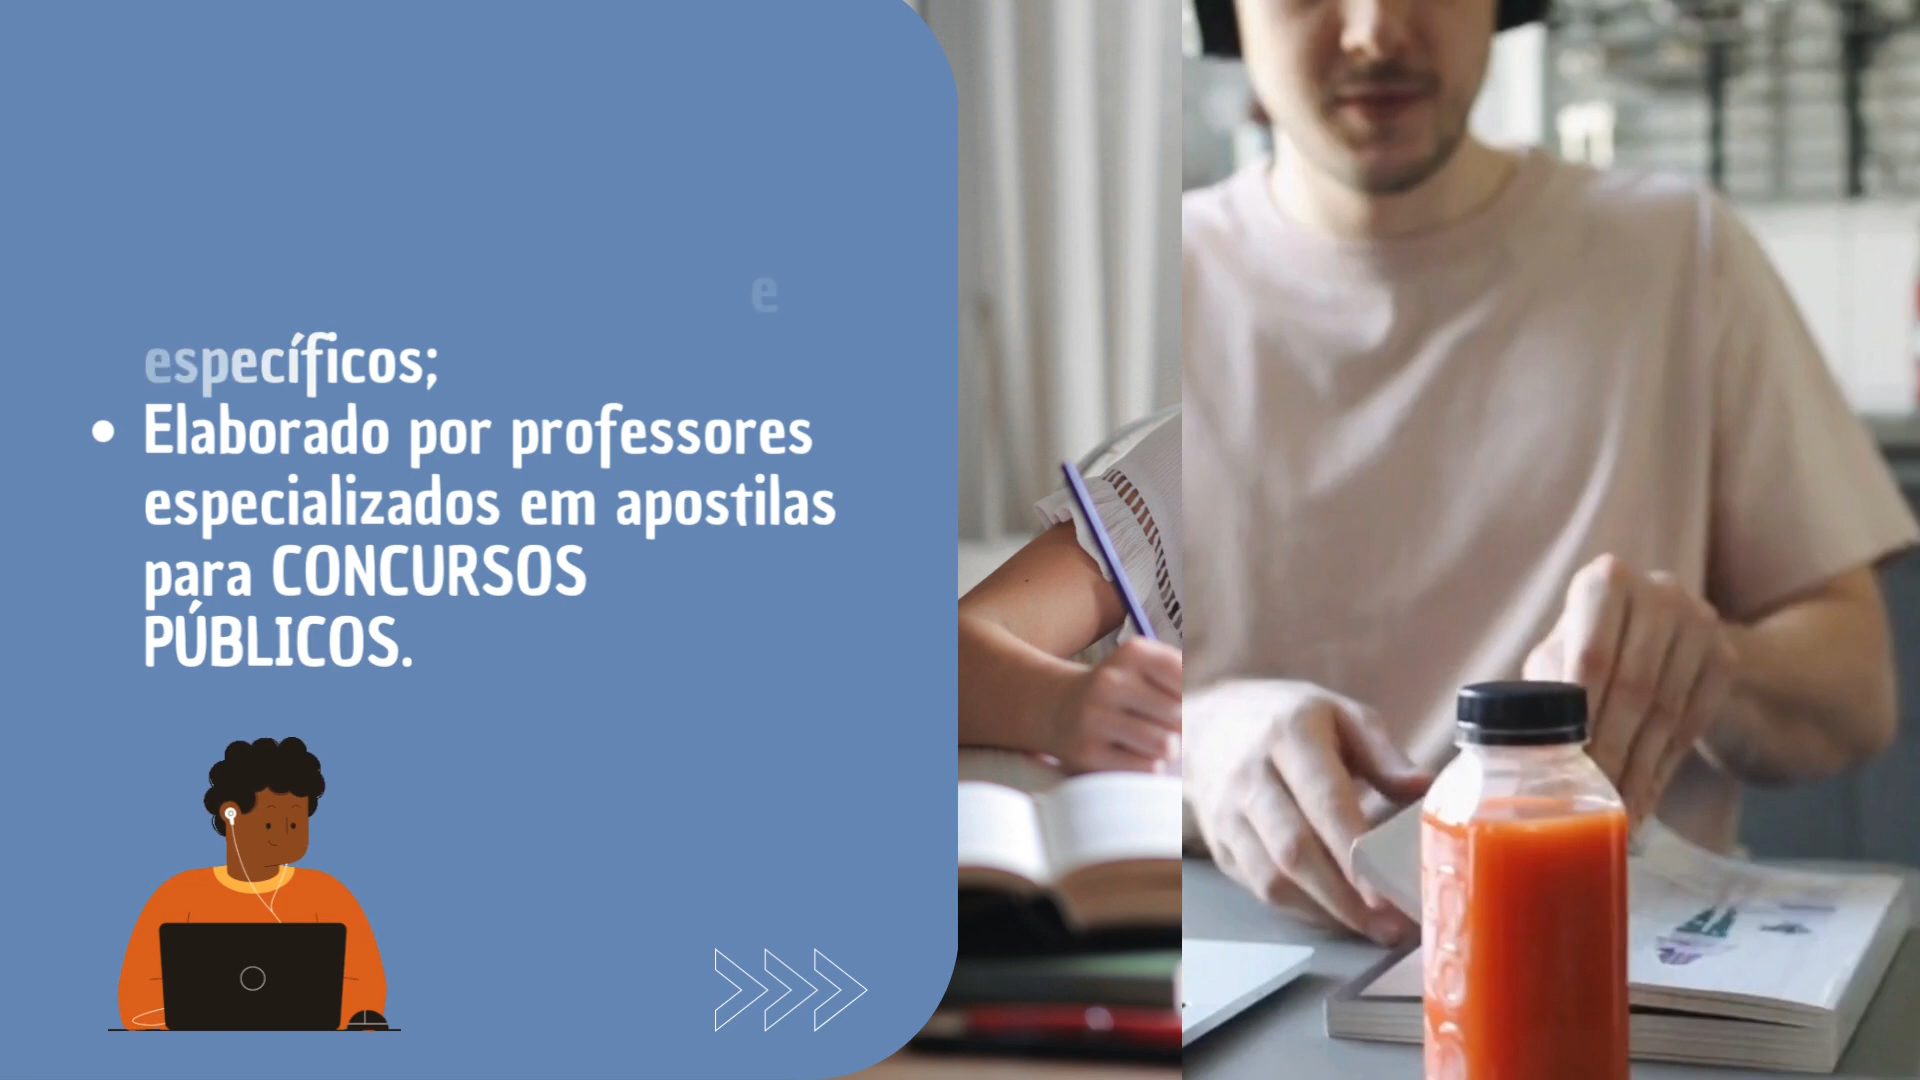 e
específicos;
• Elaborado por professores
especializados em apostilas
para CONCURSOS
PÚBLICOS.